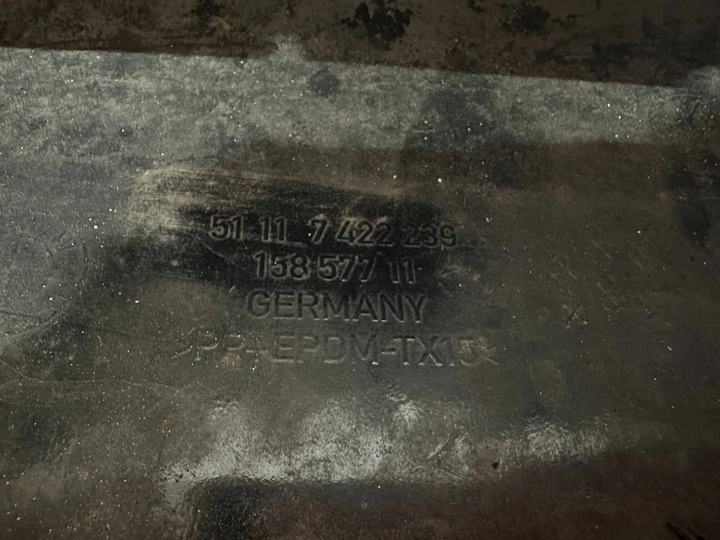 51 11 7 422 239
158 577 11
GERMANY
>PP+EPDM-TX15<